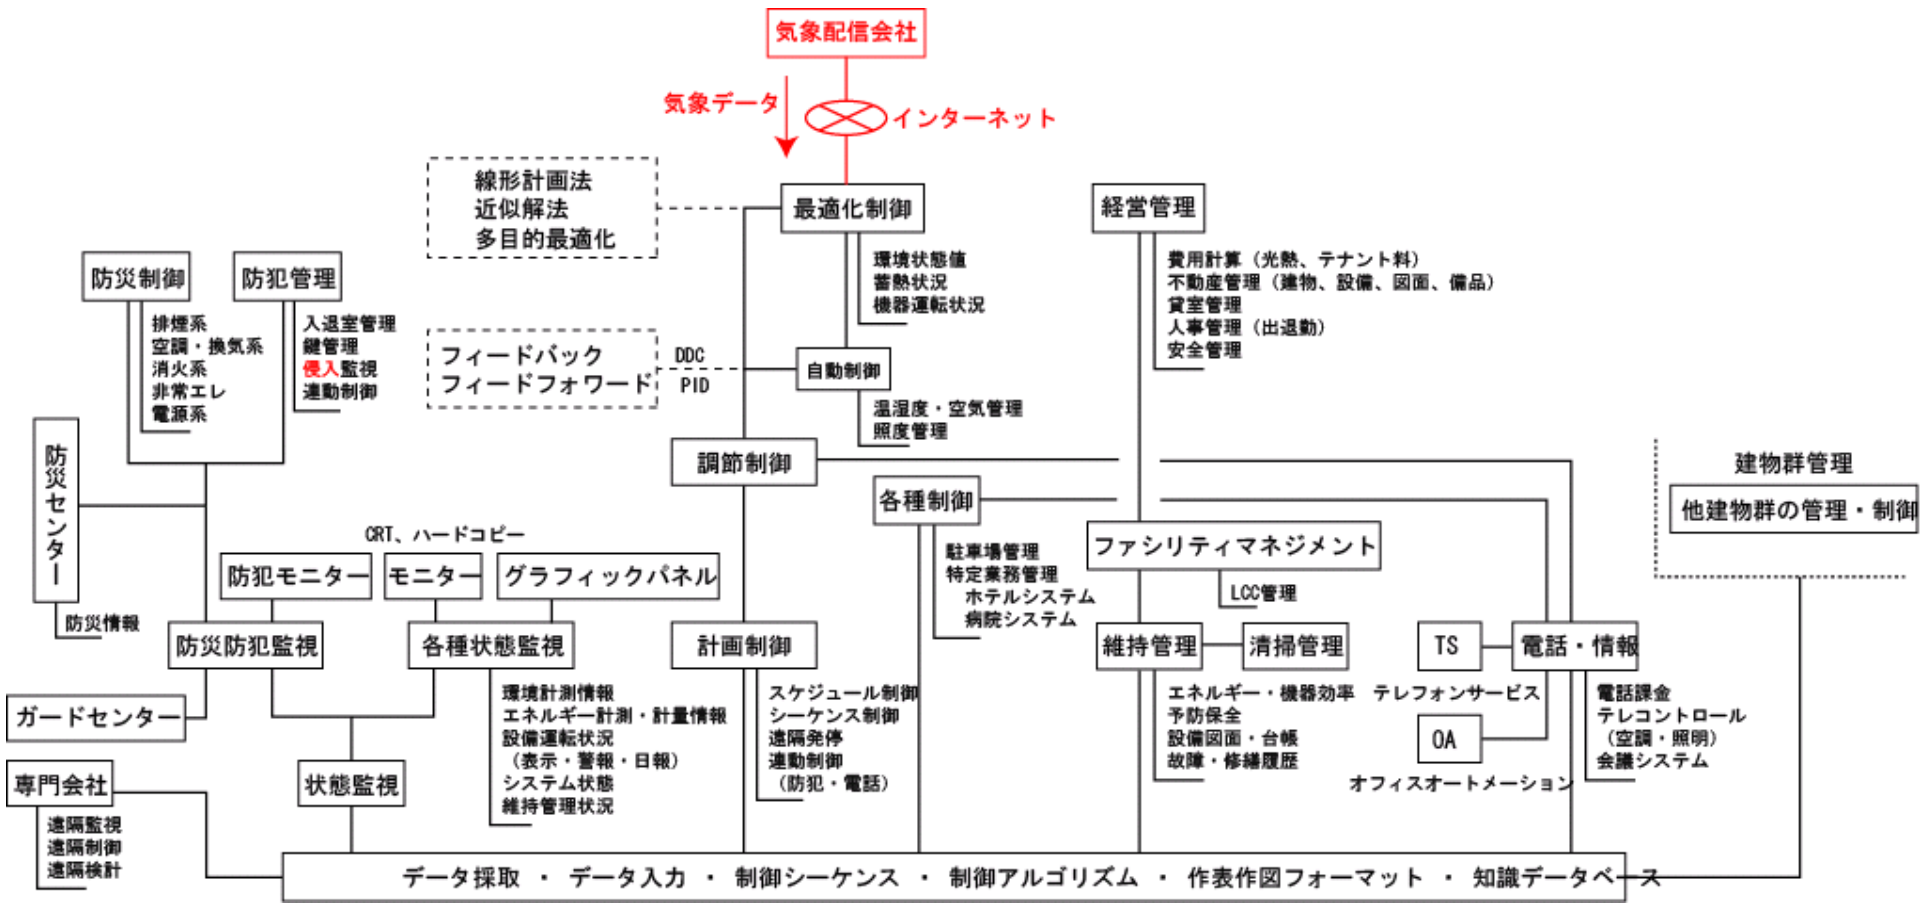 気象配信会社
気象データ
インターネット
線形計画法
近似解法
多目的最適化
最適化制御
経営管理
環境状態値
蓄熱状況
機器運転状況
費用計算（光熱、テナント料）
不動産管理（建物、設備、図面、備品）
貸室管理
人事管理（出退勤）
安全管理
防災制御
防犯管理
排煙系
空調・換気系
消火系
非常エレ
電源系
入退室管理
鍵管理
侵入監視
連動制御
フィードバック
フィードフォワード
DDC
PID
自動制御
温湿度・空気管理
照度管理
防災センター
調節制御
各種制御
建物群管理
他建物群の管理・制御
CRT、ハードコピー
防犯モニター
モニター
グラフィックパネル
駐車場管理
特定業務管理
ホテルシステム
病院システム
ファシリティマネジメント
LCC管理
防災情報
防災防犯監視
各種状態監視
計画制御
維持管理
清掃管理
TS
電話・情報
ガードセンター
環境計測情報
エネルギー計測・計量情報
設備運転状況
（表示・警報・日報）
システム状態
維持管理状況
スケジュール制御
シーケンス制御
遠隔発停
連動制御
（防犯・電話）
エネルギー・機器効率
予防保全
設備図面・台帳
故障・修繕履歴
テレフォンサービス
OA
オフィスオートメーション
電話課金
テレコントロール
（空調・照明）
会議システム
専門会社
状態監視
遠隔監視
遠隔制御
遠隔検計
データ採取 ・ データ入力 ・ 制御シーケンス ・ 制御アルゴリズム ・ 作表作図フォーマット ・ 知識データベース